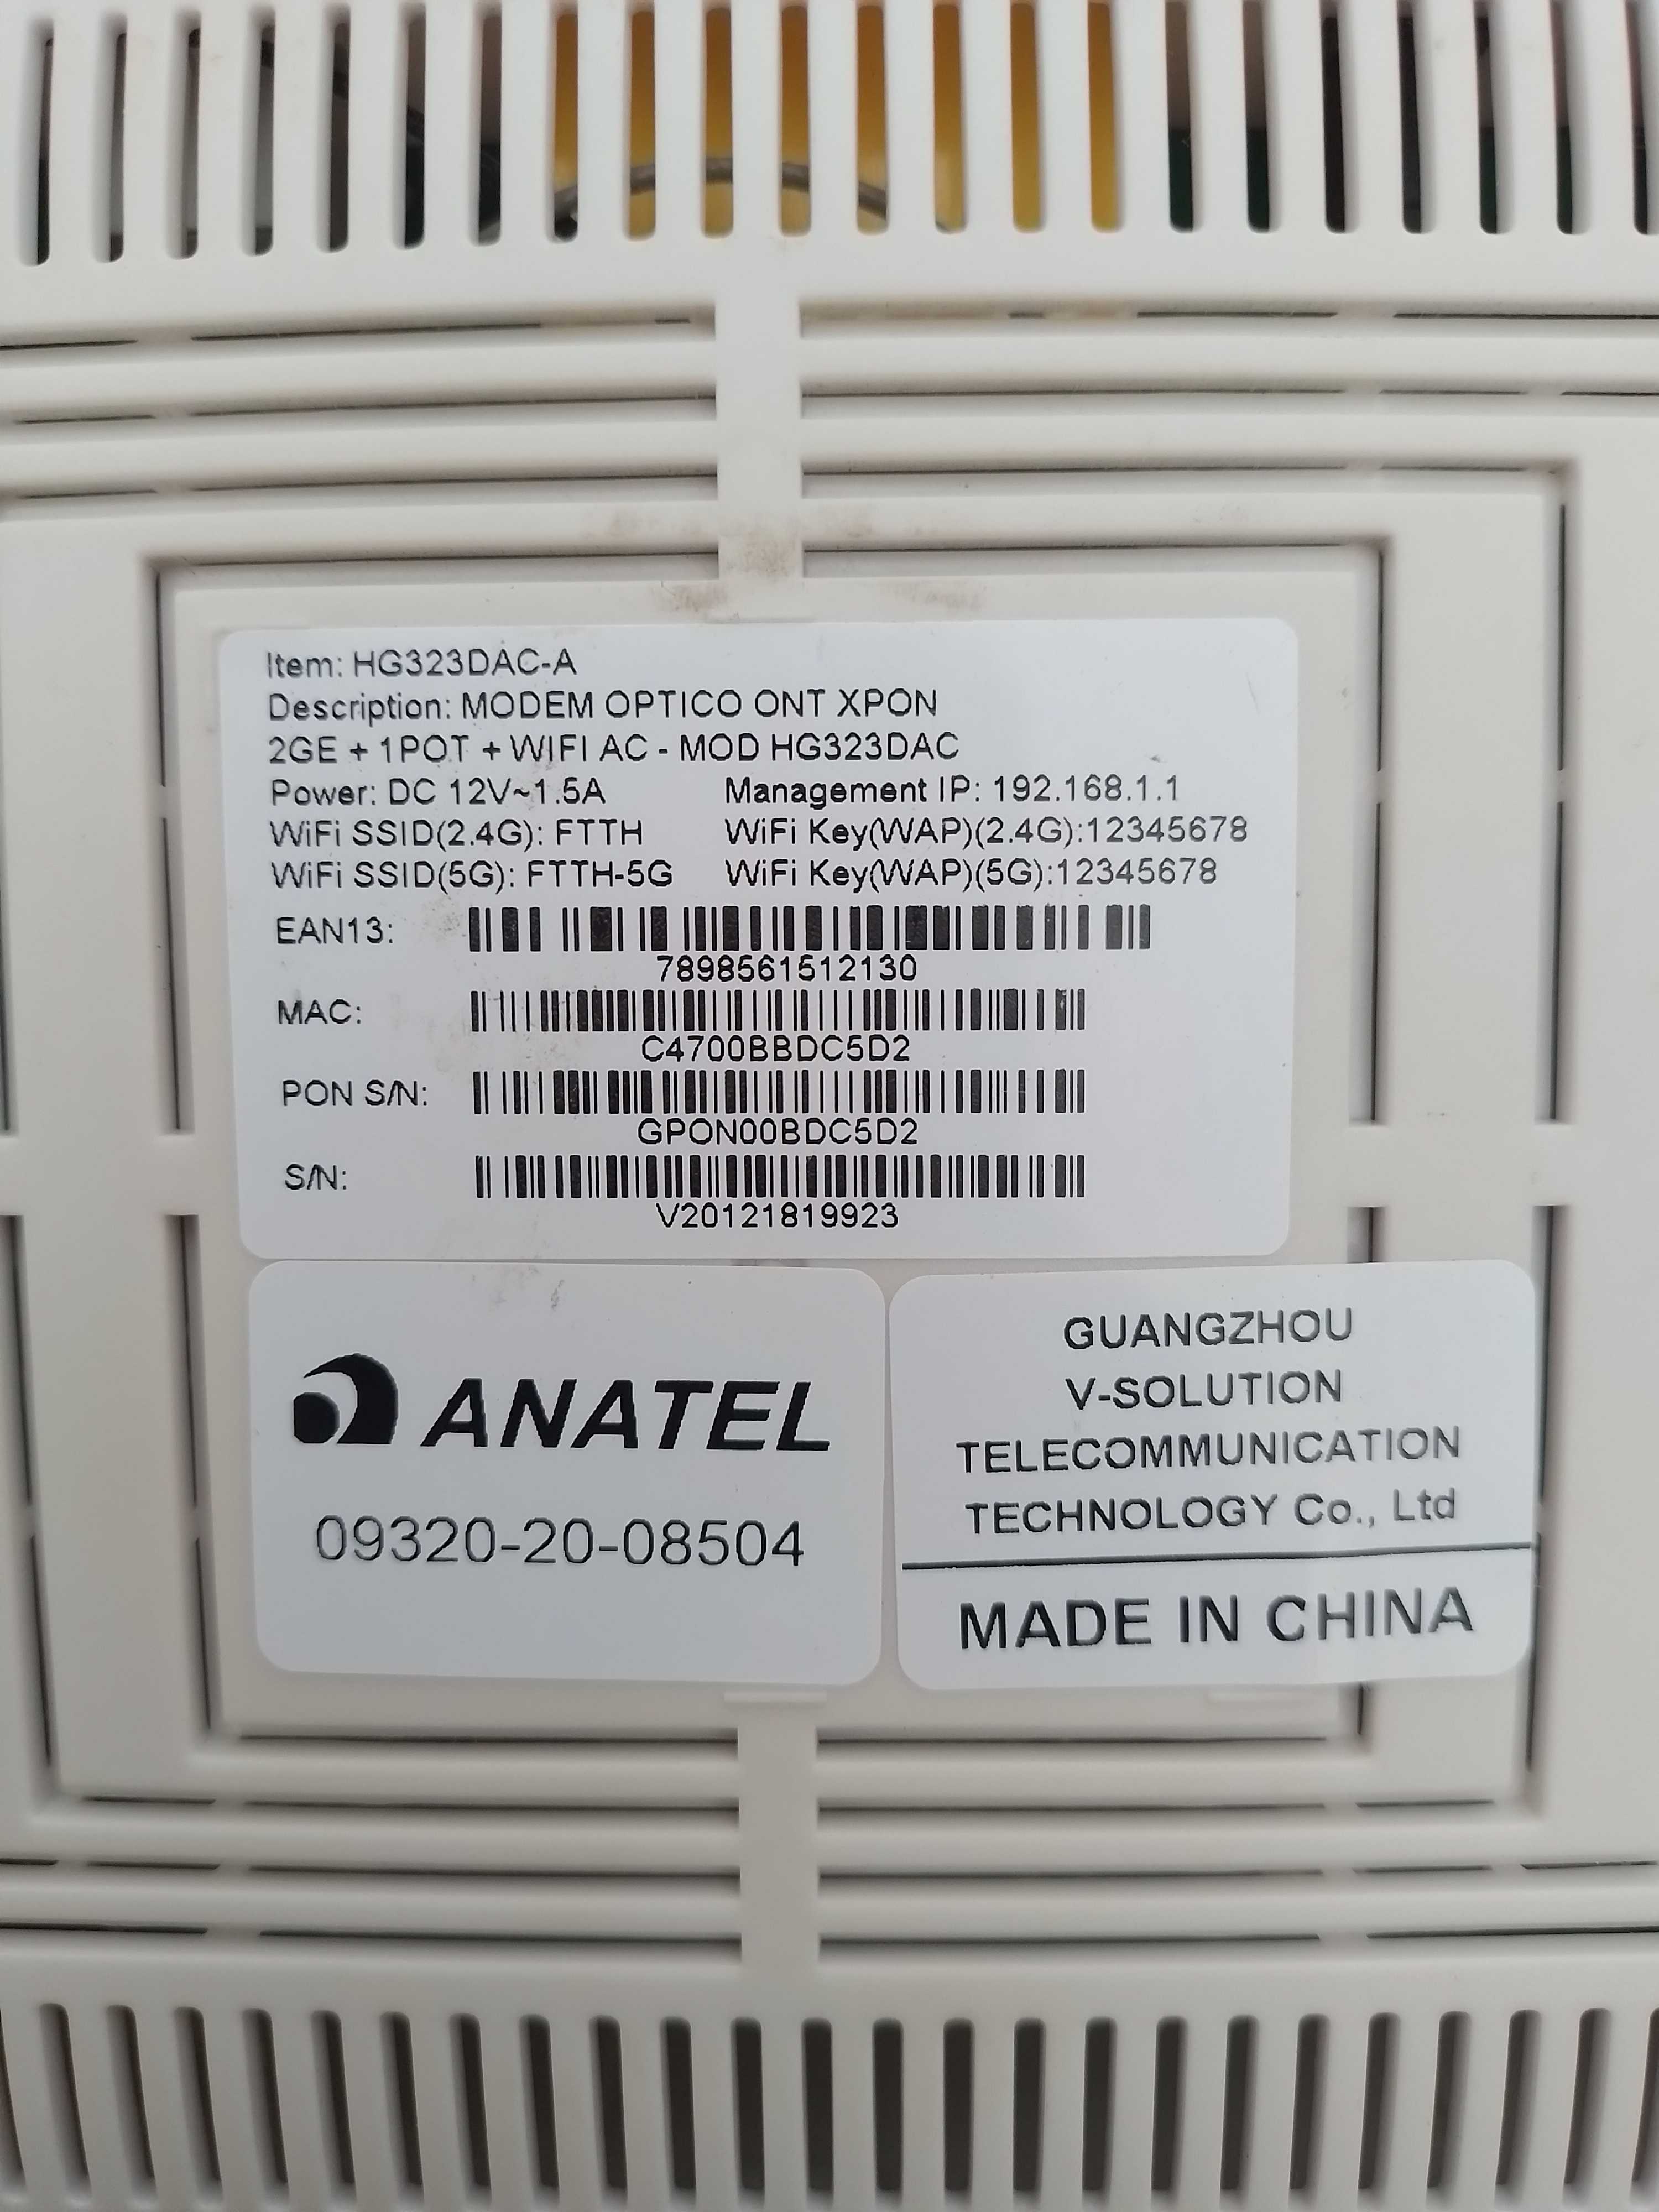 Item: HG323DAC-A
Description: MODEM OPTICO ONT XPON
2GE + 1POT + WIFI AC - MOD HG323DAC
Power: DC 12V~1.5A Management IP: 192.168.1.1
WiFi SSID(2.4G): FTTH WiFi Key(WAP)(2.4G):12345678
WiFi SSID(5G): FTTH-5G WiFi Key(WAP)(5G):12345678
EAN13:
7898561512130
MAC:
C4700BBDC5D2
PON S/N:
GPON00BDC5D2
S/N:
V20121819923
ANATEL
09320-20-08504
GUANGZHOU
V-SOLUTION
TELECOMMUNICATION
TECHNOLOGY Co., Ltd
MADE IN CHINA